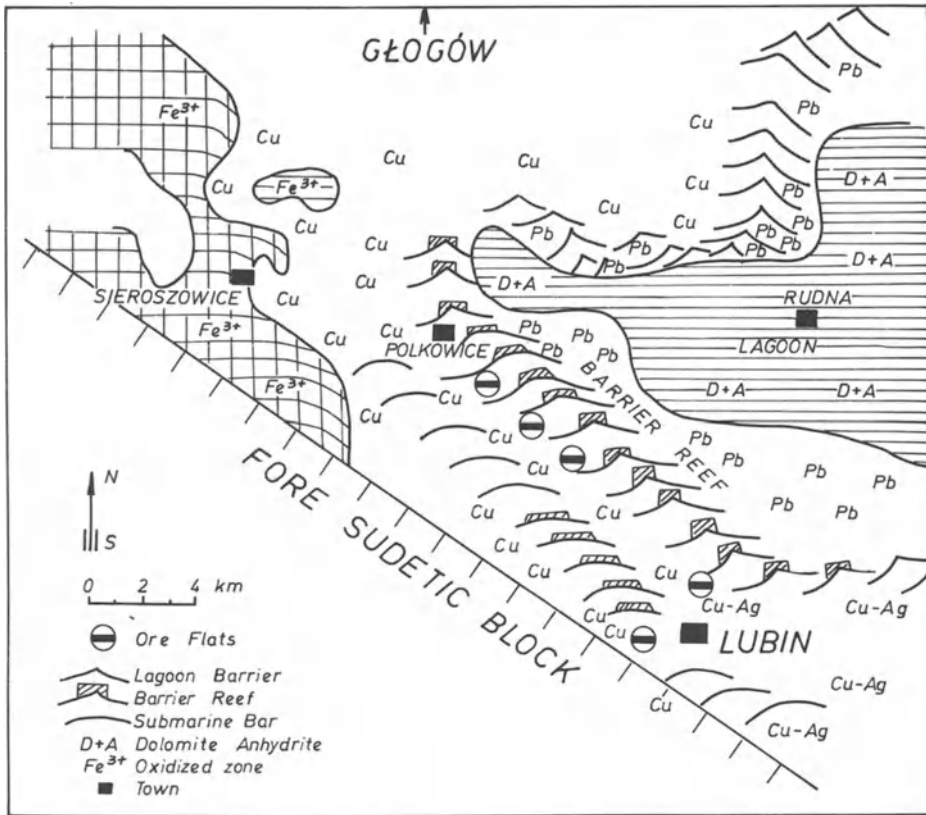 GŁOGÓW
Pb
Fe³⁺ Cu Pb
Cu
Cu
Cu D+A
Cu Fe³⁺ Cu Pb
Cu Cu Pb
Cu Pb Pb
Cu Pb Pb Pb
Pb D+A
Cu D+A
SIEROSZOWICE Cu RUDNA
Pb
Fe³⁺ Cu Pb
POLKOWICE Pb Pb LAGOON
Fe³⁺ Cu D+A D+A D+A
Cu
BARRIER REEF
Cu Pb
Cu Pb Pb
Pb Pb
Cu Pb
Cu Pb
Cu Cu
Cu-Ag Cu-Ag
Cu
Cu LUBIN
Cu
Cu-Ag
Cu-Ag
FORE SUDETIC BLOCK
N
S
0 2 4 km
Ore Flats
Lagoon Barrier
Barrier Reef
Submarine Bar
D+A Dolomite Anhydrite
Fe³⁺ Oxidized zone
Town